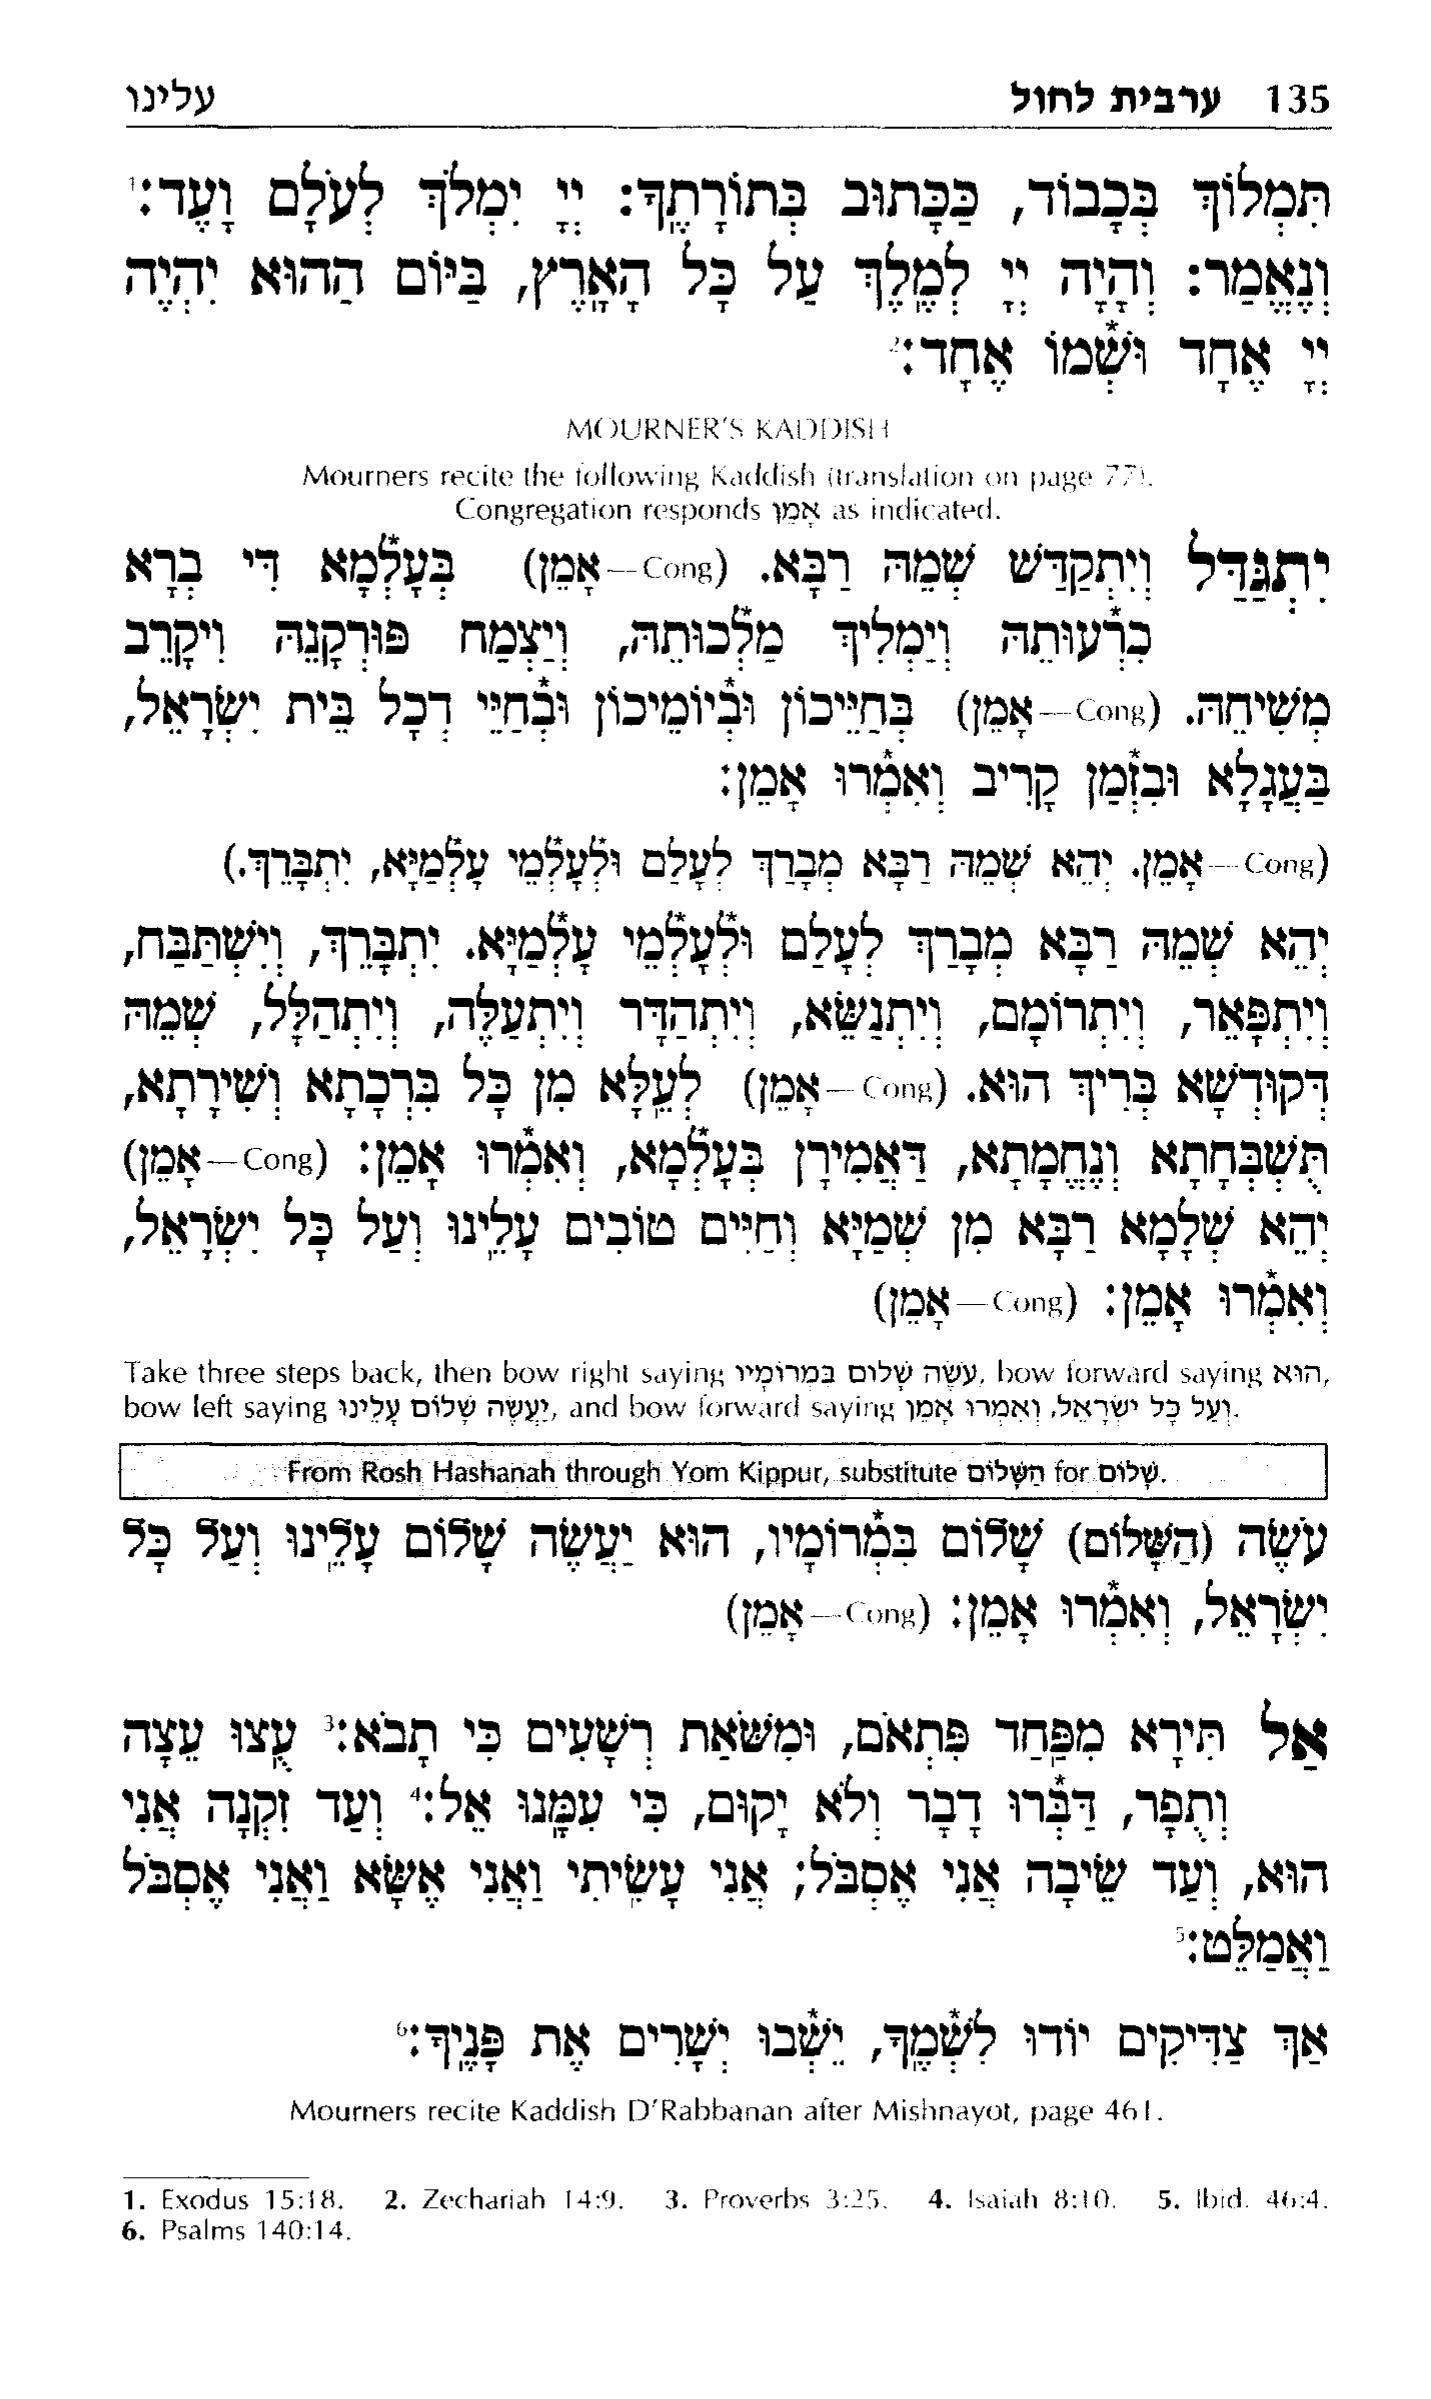 135 ערבית לחול עלינו
תִּמְלוֹךְ בְּכָבוֹד, כַּכָּתוּב בְּתוֹרָתֶךָ: יְיָ יִמְלֹךְ לְעֹלָם וָעֶד:1
וְנֶאֱמַר: וְהָיָה יְיָ לְמֶלֶךְ עַל כָּל הָאָרֶץ, בַּיּוֹם הַהוּא יִהְיֶה
יְיָ אֶחָד וּשְׁ*מוֹ אֶחָד:2
MOURNER'S KADDISH
Mourners recite the following Kaddish (translation on page 77).
Congregation responds אָמֵן as indicated.
יִתְגַּדַּל וְיִתְקַדַּשׁ שְׁמֵהּ רַבָּא. (Cong—אָמֵן) בְּעָלְ*מָא דִּי בְרָא
כִרְ*עוּתֵהּ וְיַמְלִיךְ מַלְ*כוּתֵהּ, וְיַצְמַח פּוּרְקָנֵהּ וִיקָרֵב
מְשִׁיחֵהּ. (Cong—אָמֵן) בְּחַיֵּיכוֹן וּבְ*יוֹמֵיכוֹן וּבְ*חַיֵּי דְכָל בֵּית יִשְׂרָאֵל,
בַּעֲגָלָא וּבִזְ*מַן קָרִיב וְאִמְ*רוּ אָמֵן:
(Cong—אָמֵן. יְהֵא שְׁמֵהּ רַבָּא מְבָרַךְ לְעָלַם וּלְ*עָלְ*מֵי עָלְ*מַיָּא, יִתְבָּרֵךְ.)
יְהֵא שְׁמֵהּ רַבָּא מְבָרַךְ לְעָלַם וּלְ*עָלְ*מֵי עָלְ*מַיָּא. יִתְבָּרֵךְ, וְיִשְׁתַּבַּח,
וְיִתְפָּאֵר, וְיִתְרוֹמָם, וְיִתְנַשֵּׂא, וְיִתְהַדָּר וְיִתְעַלֶּה, וְיִתְהַלָּל, שְׁמֵהּ
דְּקוּדְשָׁא בְּרִיךְ הוּא. (Cong—אָמֵן) לְעֵלָּא מִן כָּל בִּרְכָתָא וְשִׁירָתָא,
תֻּשְׁבְּחָתָא וְנֶחֱמָתָא, דַּאֲמִירָן בְּעָלְ*מָא, וְאִמְ*רוּ אָמֵן: (Cong—אָמֵן)
יְהֵא שְׁלָמָא רַבָּא מִן שְׁמַיָּא וְחַיִּים טוֹבִים עָלֵינוּ וְעַל כָּל יִשְׂרָאֵל,
וְאִמְ*רוּ אָמֵן: (Cong—אָמֵן)
Take three steps back, then bow right saying עֹשֶׂה שָׁלוֹם בִּמְרוֹמָיו, bow forward saying הוּא,
bow left saying יַעֲשֶׂה שָׁלוֹם עָלֵינוּ, and bow forward saying וְעַל כָּל יִשְׂרָאֵל, וְאִמְרוּ אָמֵן.
From Rosh Hashanah through Yom Kippur, substitute הַשָּׁלוֹם for שָׁלוֹם.
עֹשֶׂה (הַשָּׁלוֹם) שָׁלוֹם בִּמְ*רוֹמָיו, הוּא יַעֲשֶׂה שָׁלוֹם עָלֵינוּ וְעַל כָּל
יִשְׂרָאֵל, וְאִמְ*רוּ אָמֵן: (Cong—אָמֵן)
אַל תִּירָא מִפַּחַד פִּתְאֹם, וּמִשֹּׁאַת רְשָׁעִים כִּי תָבֹא:3 עֻצוּ עֵצָה
וְתֻפָר, דַּבְּ*רוּ דָבָר וְלֹא יָקוּם, כִּי עִמָּנוּ אֵל:4 וְעַד זִקְנָה אֲנִי
הוּא, וְעַד שֵׂיבָה אֲנִי אֶסְבֹּל; אֲנִי עָשִׂיתִי וַאֲנִי אֶשָּׂא וַאֲנִי אֶסְבֹּל
וַאֲמַלֵּט:5
אַךְ צַדִּיקִים יוֹדוּ לִשְׁ*מֶךָ, יֵשְׁ*בוּ יְשָׁרִים אֶת פָּנֶיךָ:6
Mourners recite Kaddish D'Rabbanan after Mishnayot, page 461.
1. Exodus 15:18. 2. Zechariah 14:9. 3. Proverbs 3:25. 4. Isaiah 8:10. 5. Ibid. 46:4.
6. Psalms 140:14.